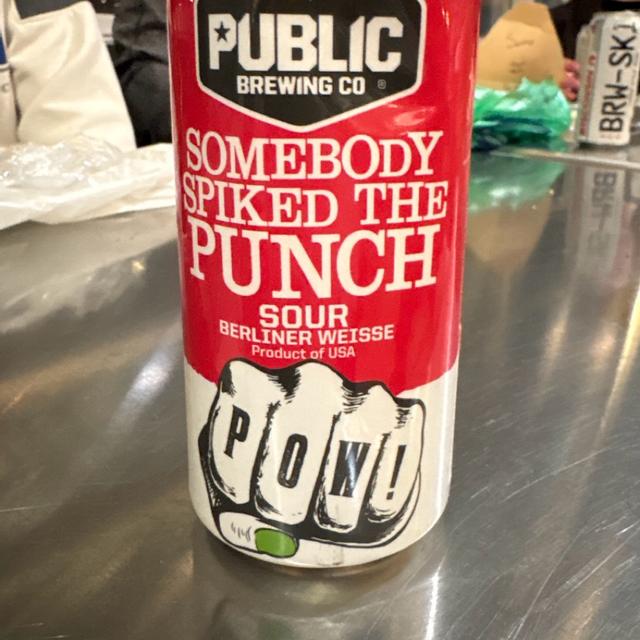 PUBLIC
BREWING CO ®
SOMEBODY
SPIKED THE
PUNCH
SOUR
BERLINER WEISSE
Product of USA
POW!
BRW-SKI